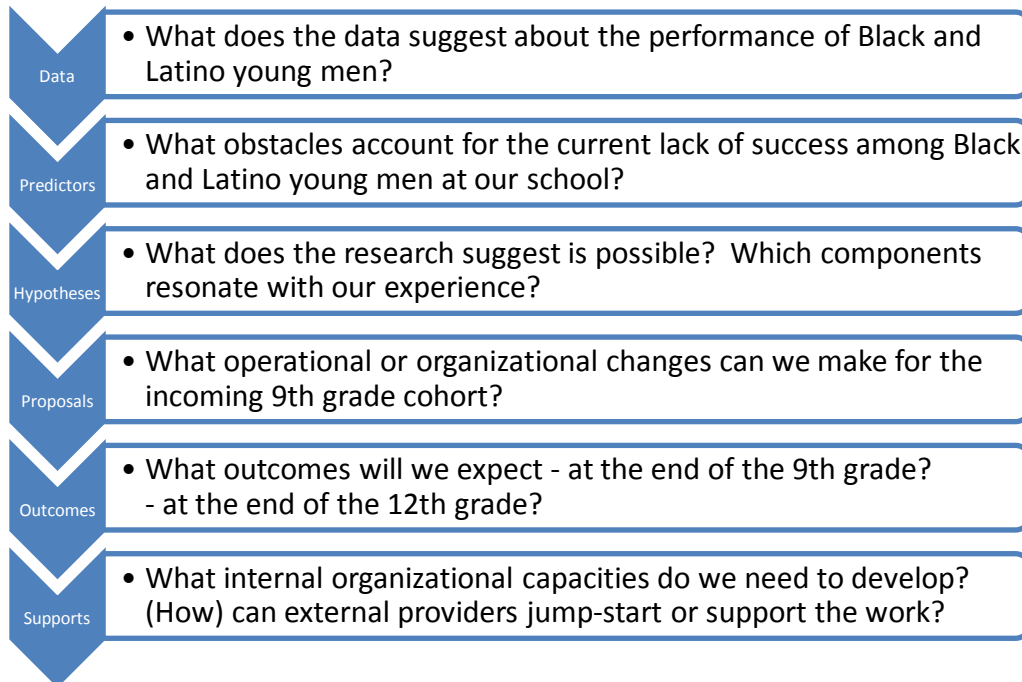 Data
• What does the data suggest about the performance of Black and
Latino young men?
Predictors
• What obstacles account for the current lack of success among Black
and Latino young men at our school?
Hypotheses
• What does the research suggest is possible?  Which components
resonate with our experience?
Proposals
• What operational or organizational changes can we make for the
incoming 9th grade cohort?
Outcomes
• What outcomes will we expect - at the end of the 9th grade?
- at the end of the 12th grade?
Supports
• What internal organizational capacities do we need to develop?
(How) can external providers jump-start or support the work?